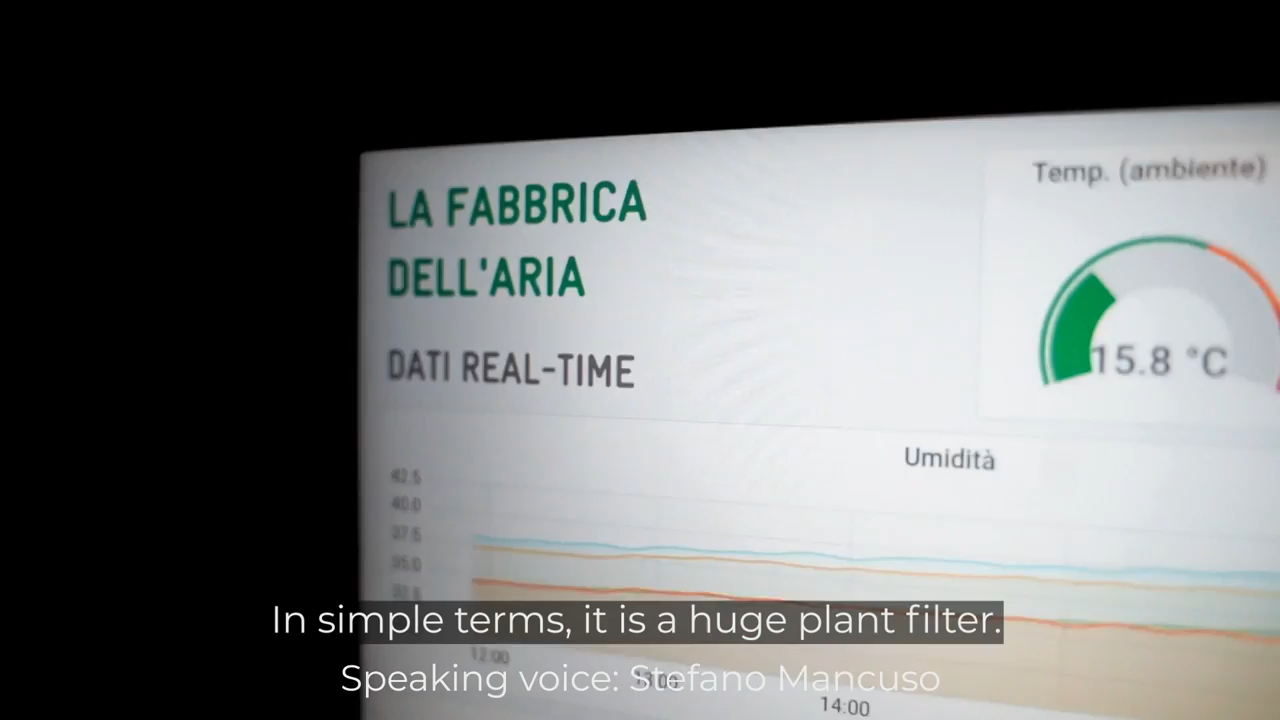 LA FABBRICA
DELL'ARIA
DATI REAL-TIME
Temp. (ambiente)
15.8 °C
Umidità
42.5
40.0
37.5
35.0
In simple terms, it is a huge plant filter.
12:00
Speaking voice: Stefano Mancuso
14:00